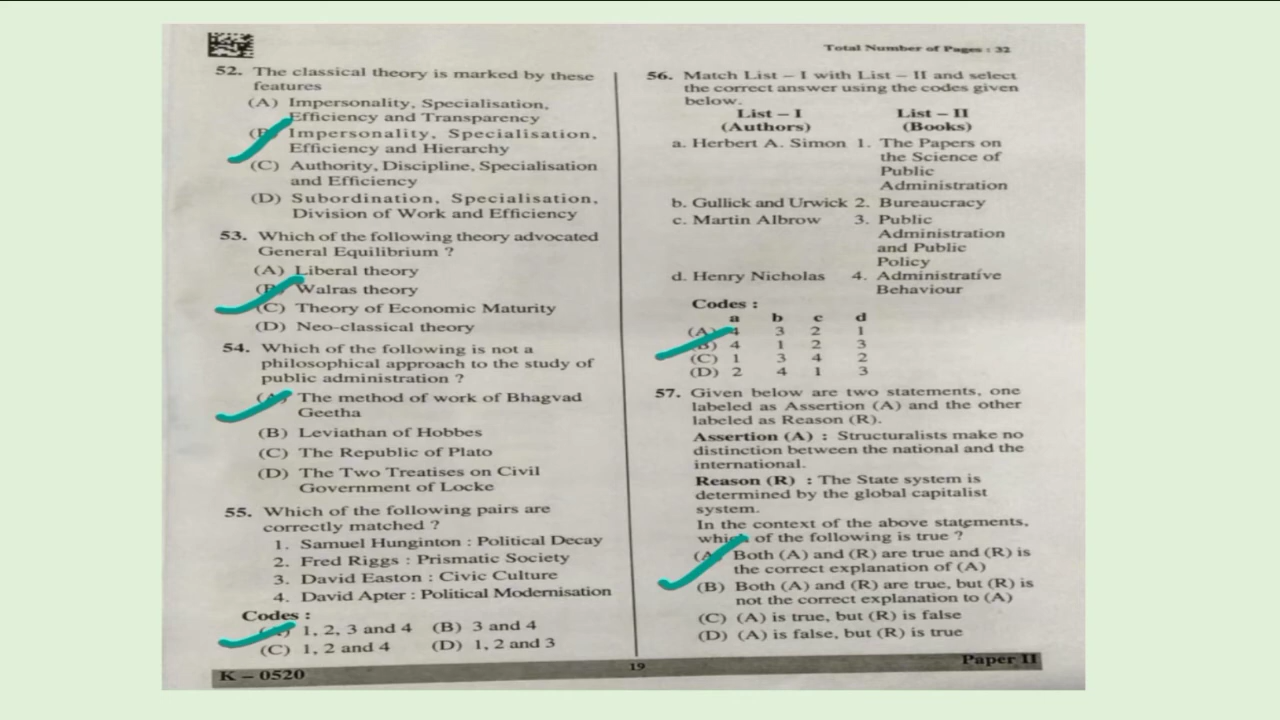 Total Number of Pages : 32
52. The classical theory is marked by these
features
(A) Impersonality, Specialisation,
Efficiency and Transparency
(B) Impersonality, Specialisation,
Efficiency and Hierarchy
(C) Authority, Discipline, Specialisation
and Efficiency
(D) Subordination, Specialisation,
Division of Work and Efficiency
53. Which of the following theory advocated
General Equilibrium ?
(A) Liberal theory
(B) Walras theory
(C) Theory of Economic Maturity
(D) Neo-classical theory
54. Which of the following is not a
philosophical approach to the study of
public administration ?
(A) The method of work of Bhagvad
Geetha
(B) Leviathan of Hobbes
(C) The Republic of Plato
(D) The Two Treatises on Civil
Government of Locke
55. Which of the following pairs are
correctly matched ?
1. Samuel Hunginton : Political Decay
2. Fred Riggs : Prismatic Society
3. David Easton : Civic Culture
4. David Apter : Political Modernisation
Codes :
(A) 1, 2, 3 and 4 (B) 3 and 4
(C) 1, 2 and 4 (D) 1, 2 and 3
56. Match List – I with List – II and select
the correct answer using the codes given
below.
List – I List – II
(Authors) (Books)
a. Herbert A. Simon 1. The Papers on
the Science of
Public
Administration
b. Gullick and Urwick 2. Bureaucracy
c. Martin Albrow 3. Public
Administration
and Public
Policy
d. Henry Nicholas 4. Administrative
Behaviour
Codes :
a b c d
(A) 4 3 2 1
(B) 4 1 2 3
(C) 1 3 4 2
(D) 2 4 1 3
57. Given below are two statements, one
labeled as Assertion (A) and the other
labeled as Reason (R).
Assertion (A) : Structuralists make no
distinction between the national and the
international.
Reason (R) : The State system is
determined by the global capitalist
system.
In the context of the above statements,
which of the following is true ?
(A) Both (A) and (R) are true and (R) is
the correct explanation of (A)
(B) Both (A) and (R) are true, but (R) is
not the correct explanation to (A)
(C) (A) is true, but (R) is false
(D) (A) is false, but (R) is true
K – 0520 19 Paper II